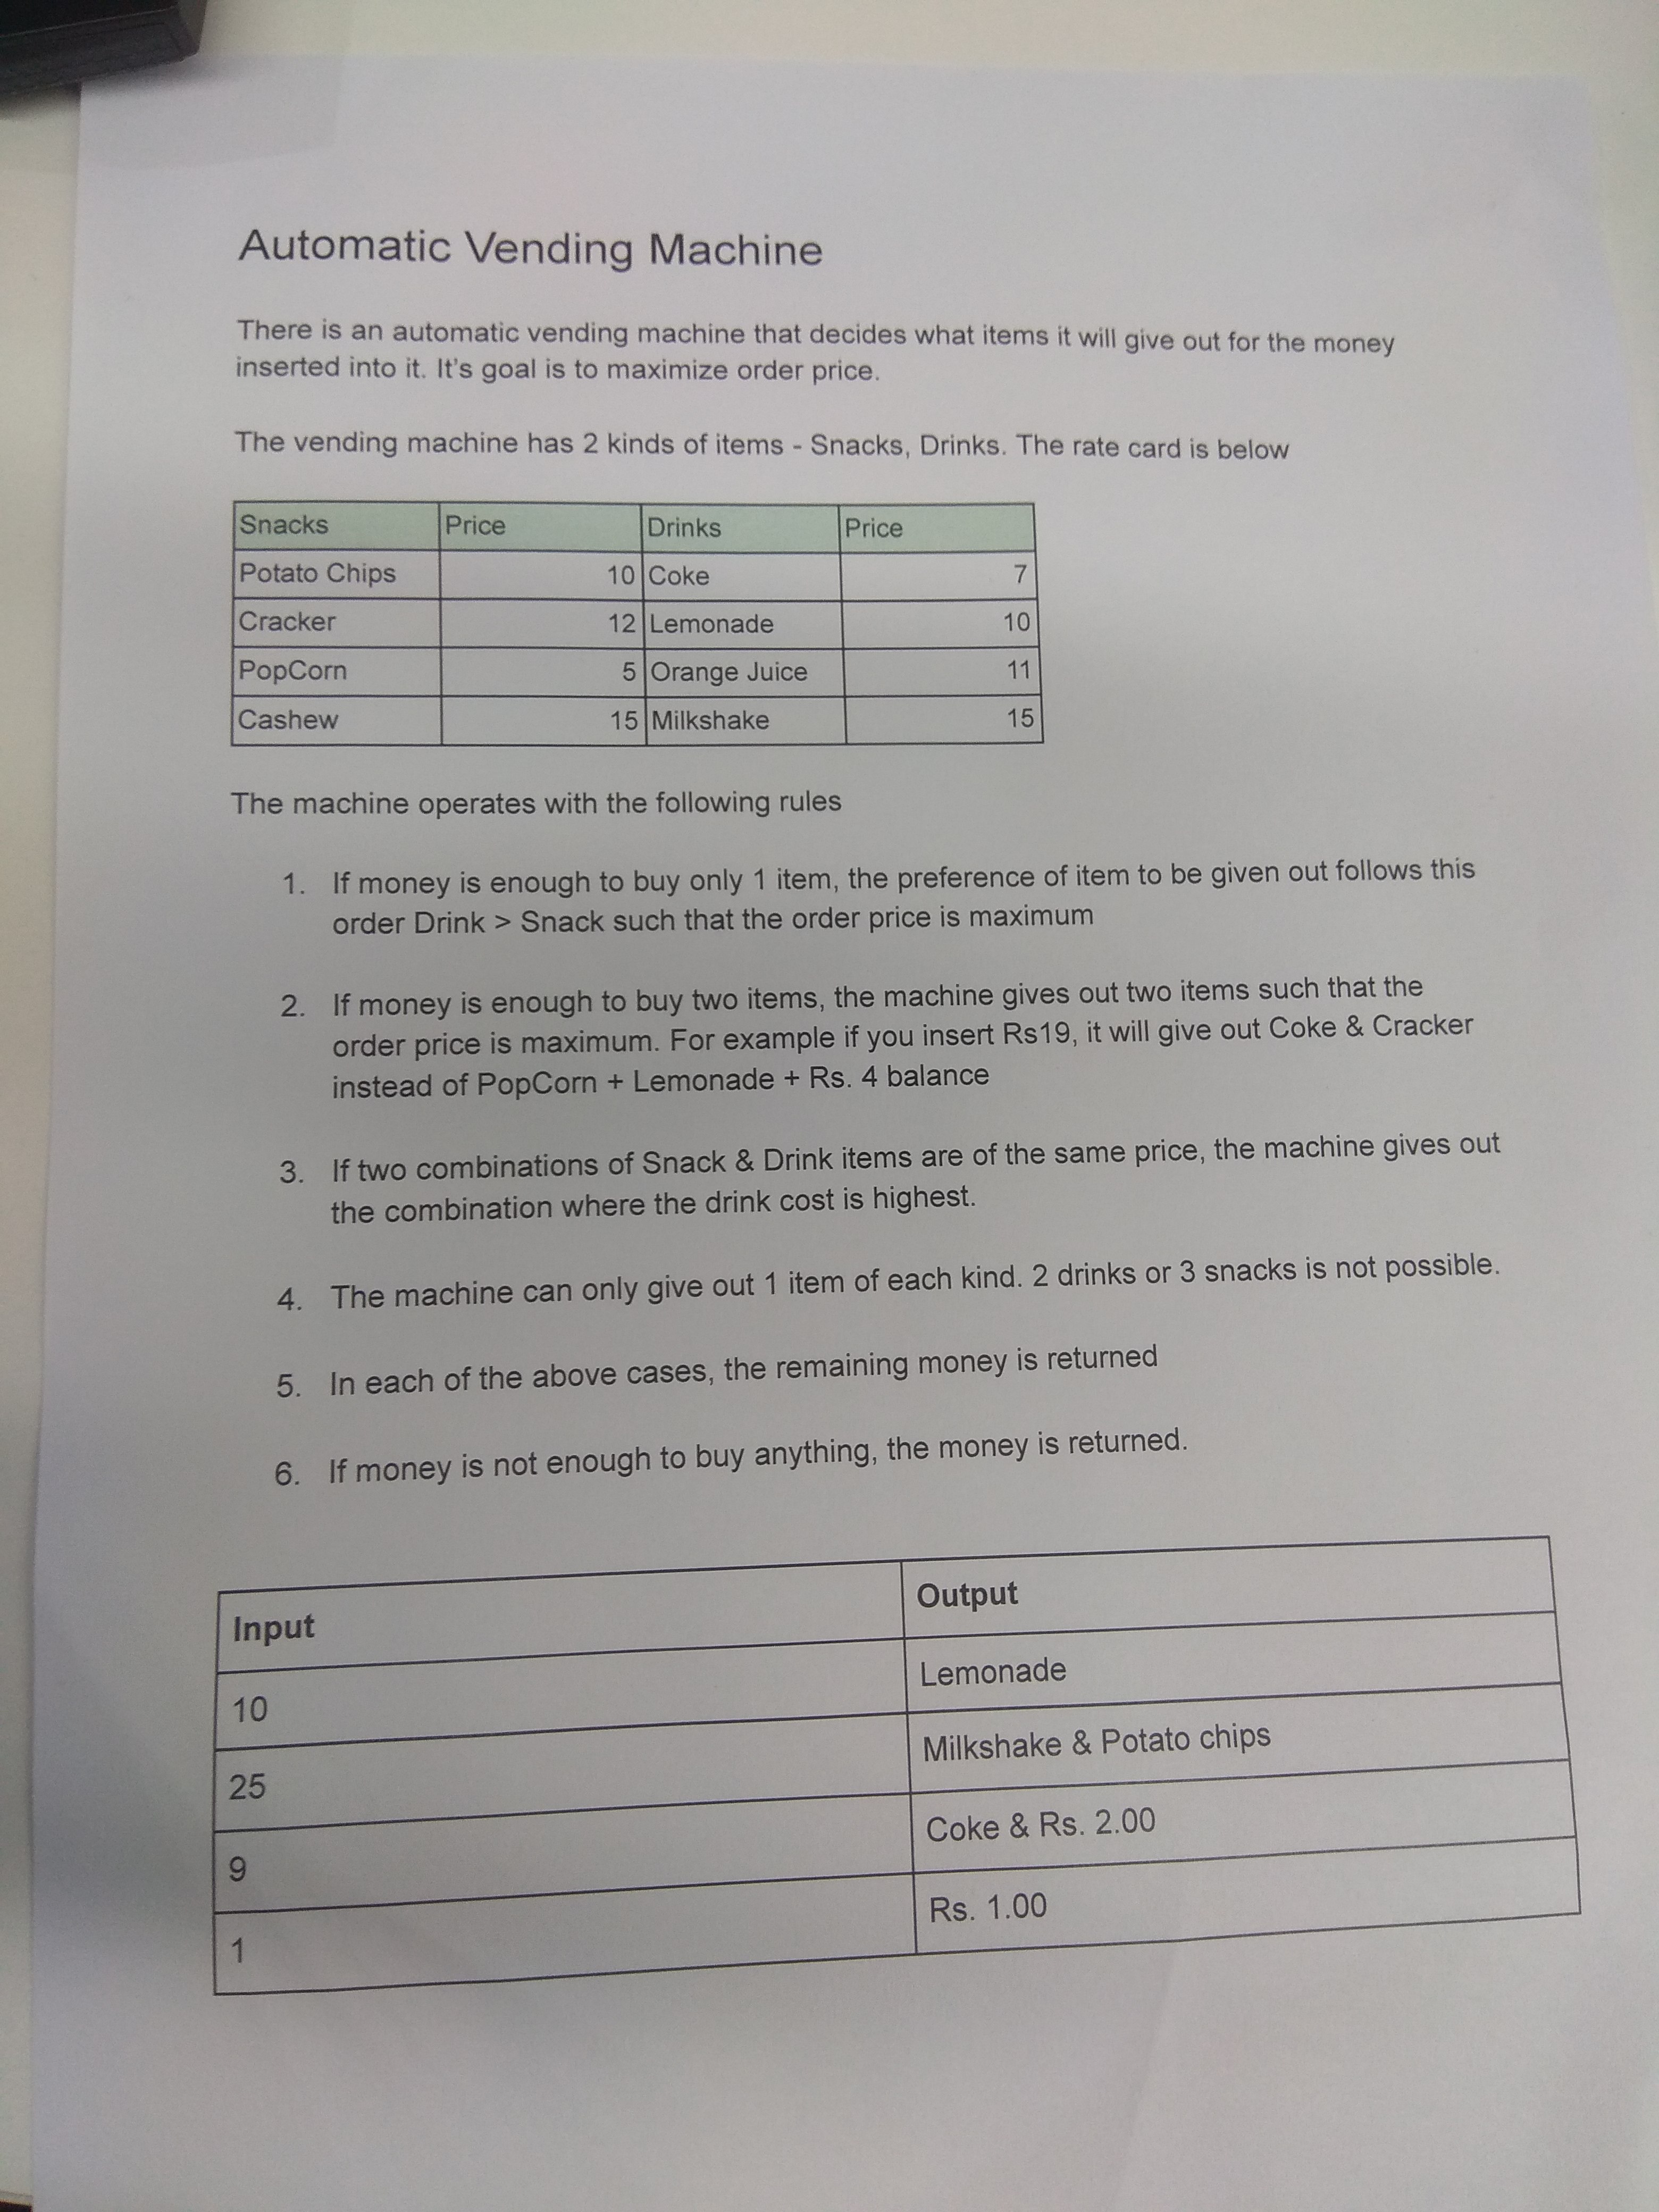 Automatic Vending Machine
There is an automatic vending machine that decides what items it will give out for the money
inserted into it. It's goal is to maximize order price.
The vending machine has 2 kinds of items - Snacks, Drinks. The rate card is below
Snacks Price Drinks Price
Potato Chips 10 Coke 7
Cracker 12 Lemonade 10
PopCorn 5 Orange Juice 11
Cashew 15 Milkshake 15
The machine operates with the following rules
1. If money is enough to buy only 1 item, the preference of item to be given out follows this
order Drink > Snack such that the order price is maximum
2. If money is enough to buy two items, the machine gives out two items such that the
order price is maximum. For example if you insert Rs19, it will give out Coke & Cracker
instead of PopCorn + Lemonade + Rs. 4 balance
3. If two combinations of Snack & Drink items are of the same price, the machine gives out
the combination where the drink cost is highest.
4. The machine can only give out 1 item of each kind. 2 drinks or 3 snacks is not possible.
5. In each of the above cases, the remaining money is returned
6. If money is not enough to buy anything, the money is returned.
Input Output
10 Lemonade
25 Milkshake & Potato chips
9 Coke & Rs. 2.00
1 Rs. 1.00